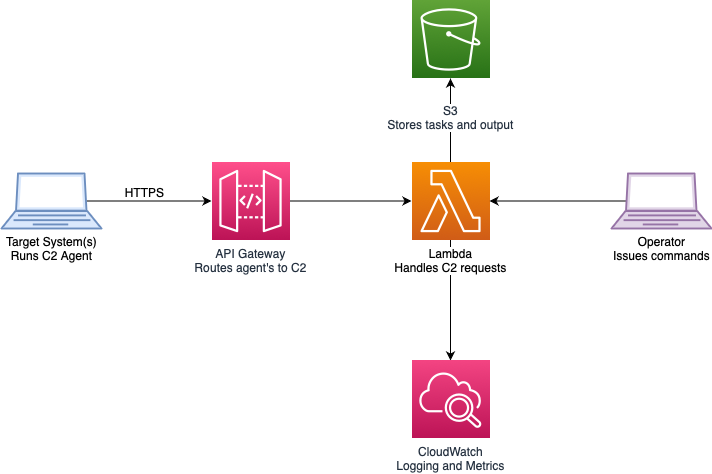 S3
Stores tasks and output
HTTPS
</>
Target System(s)
Runs C2 Agent
API Gateway
Routes agent's to C2
Lambda
Handles C2 requests
Operator
Issues commands
CloudWatch
Logging and Metrics